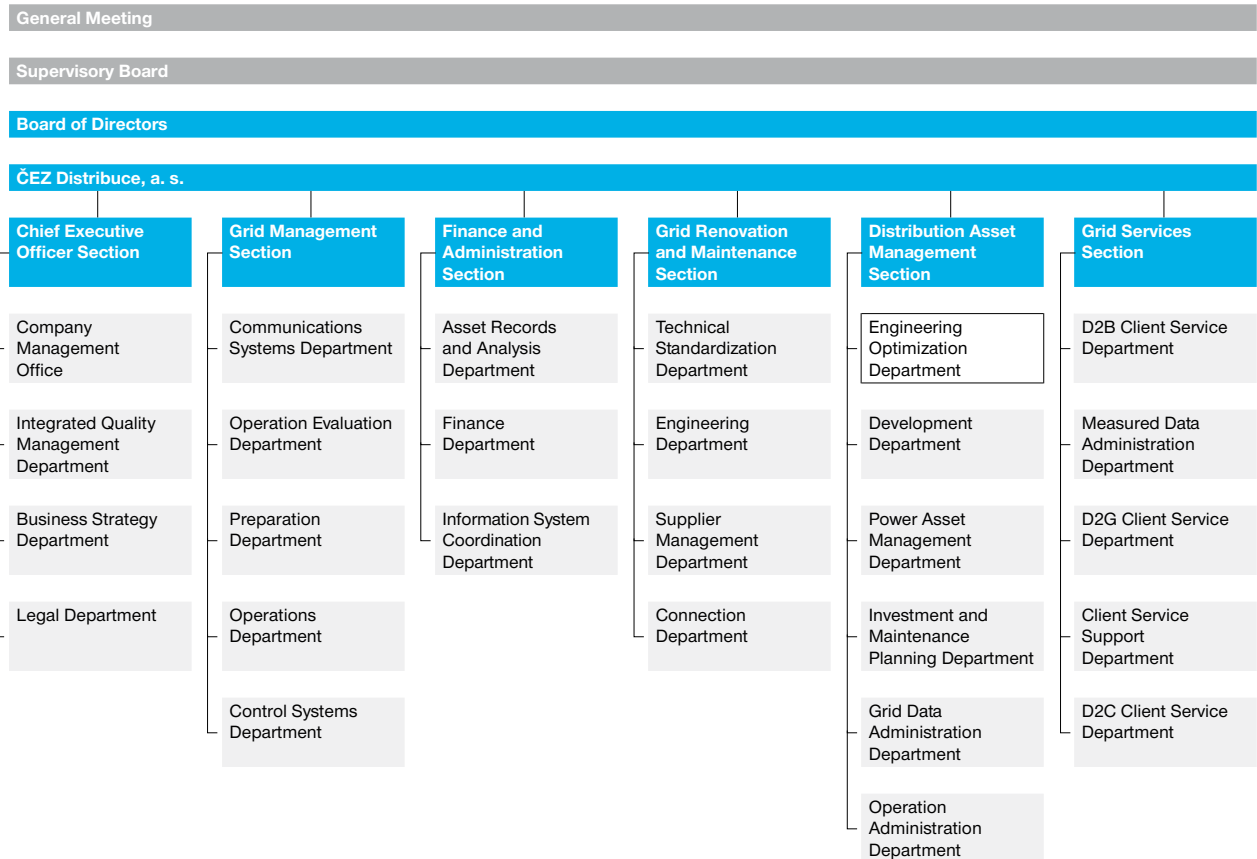 General Meeting
Supervisory Board
Board of Directors
ČEZ Distribuce, a. s.
Chief Executive
Officer Section
Company
Management
Office
Integrated Quality
Management
Department
Business Strategy
Department
Legal Department
Grid Management
Section
Communications
Systems Department
Operation Evaluation
Department
Preparation
Department
Operations
Department
Control Systems
Department
Finance and
Administration
Section
Asset Records
and Analysis
Department
Finance
Department
Information System
Coordination
Department
Grid Renovation
and Maintenance
Section
Technical
Standardization
Department
Engineering
Department
Supplier
Management
Department
Connection
Department
Distribution Asset
Management
Section
Engineering
Optimization
Department
Development
Department
Power Asset
Management
Department
Investment and
Maintenance
Planning Department
Grid Data
Administration
Department
Operation
Administration
Department
Grid Services
Section
D2B Client Service
Department
Measured Data
Administration
Department
D2G Client Service
Department
Client Service
Support
Department
D2C Client Service
Department